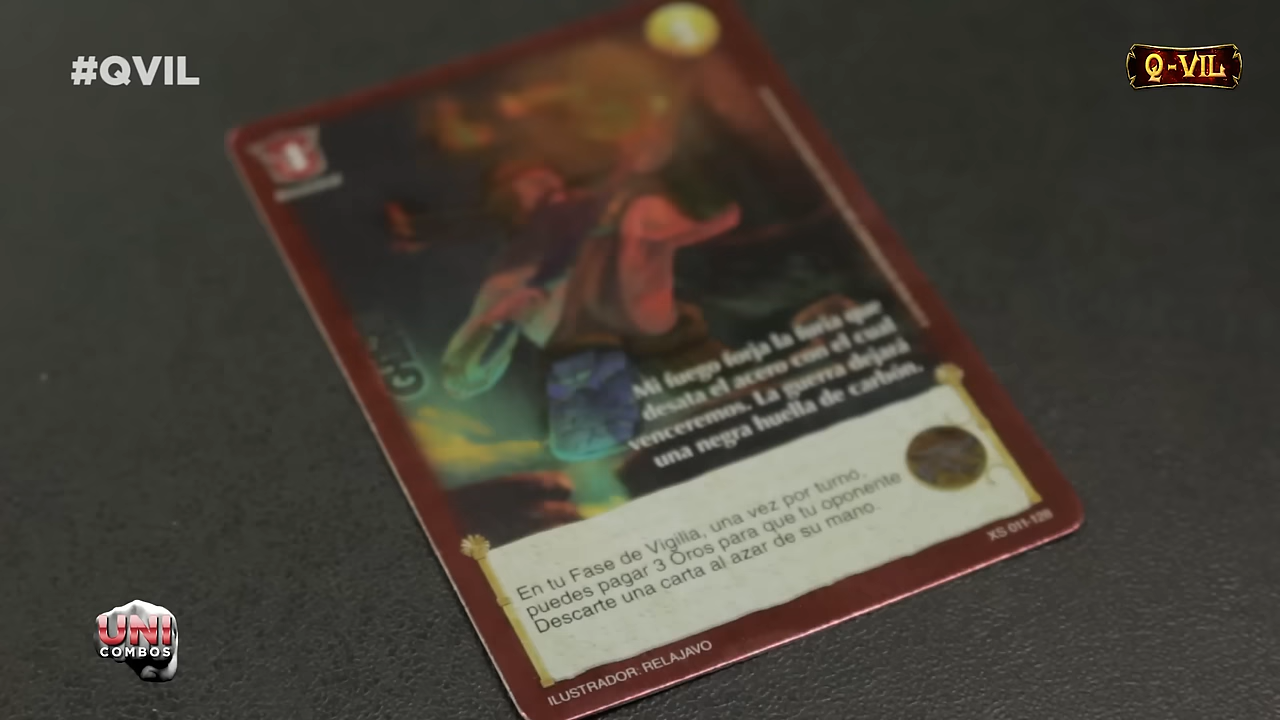 #QVIL
Q-VIL
Mi fuego forja la furia que
desata el acero con el cual
venceremos. La guerra dejará
una negra huella de carbón.
En tu Fase de Vigilia, una vez por turno,
puedes pagar 3 Oros para que tu oponente
Descarte una carta al azar de su mano.
XS 011-128
ILUSTRADOR: RELAJAVO
UNI
COMBOS